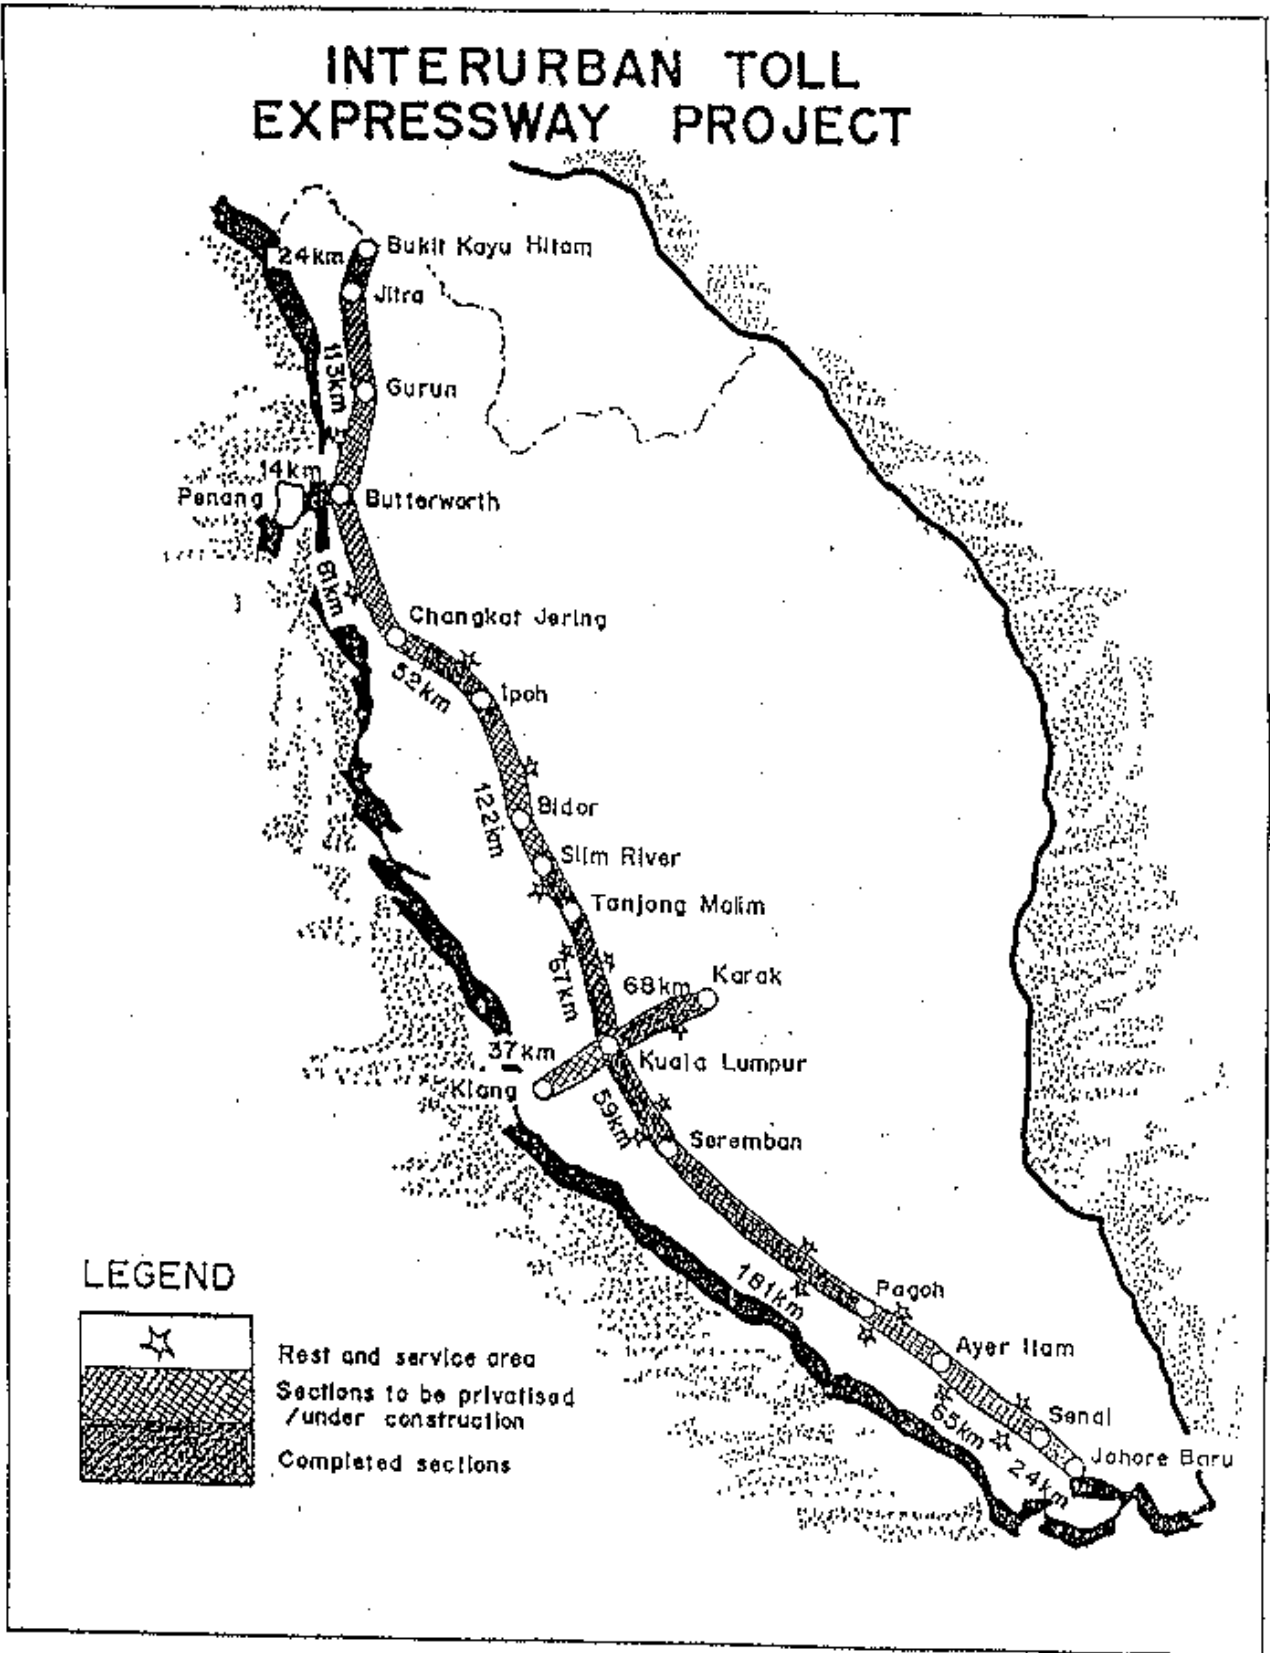 INTERURBAN TOLL
EXPRESSWAY PROJECT
24km
Bukit Kayu Hitam
Jitra
113km
Gurun
14km
Penang
Butterworth
81km
Changkat Jering
52km
Ipoh
122km
Bidor
Slim River
Tanjong Malim
67km
68km
Karak
37km
Kuala Lumpur
Klang
59km
Seremban
181km
Pagoh
Ayer Itam
65km
Senai
24km
Johore Baru
LEGEND
Rest and service area
Sections to be privatised
/under construction
Completed sections